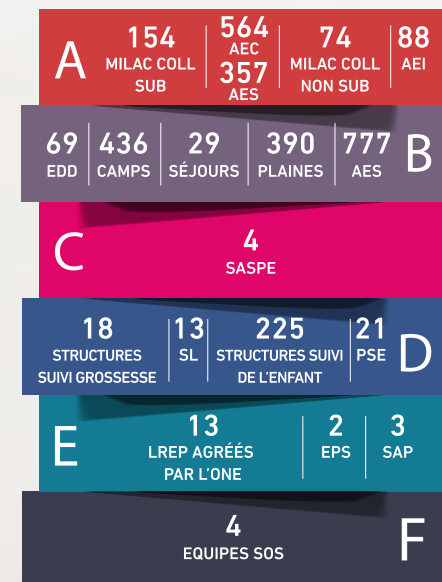 A
154
MILAC COLL
SUB
564
AEC
357
AES
74
MILAC COLL
NON SUB
88
AEI
69
EDD
436
CAMPS
29
SÉJOURS
390
PLAINES
777
AES
B
C
4
SASPE
18
STRUCTURES
SUIVI GROSSESSE
13
SL
225
STRUCTURES SUIVI
DE L'ENFANT
21
PSE
D
E
13
LREP AGRÉÉS
PAR L'ONE
2
EPS
3
SAP
4
EQUIPES SOS
F